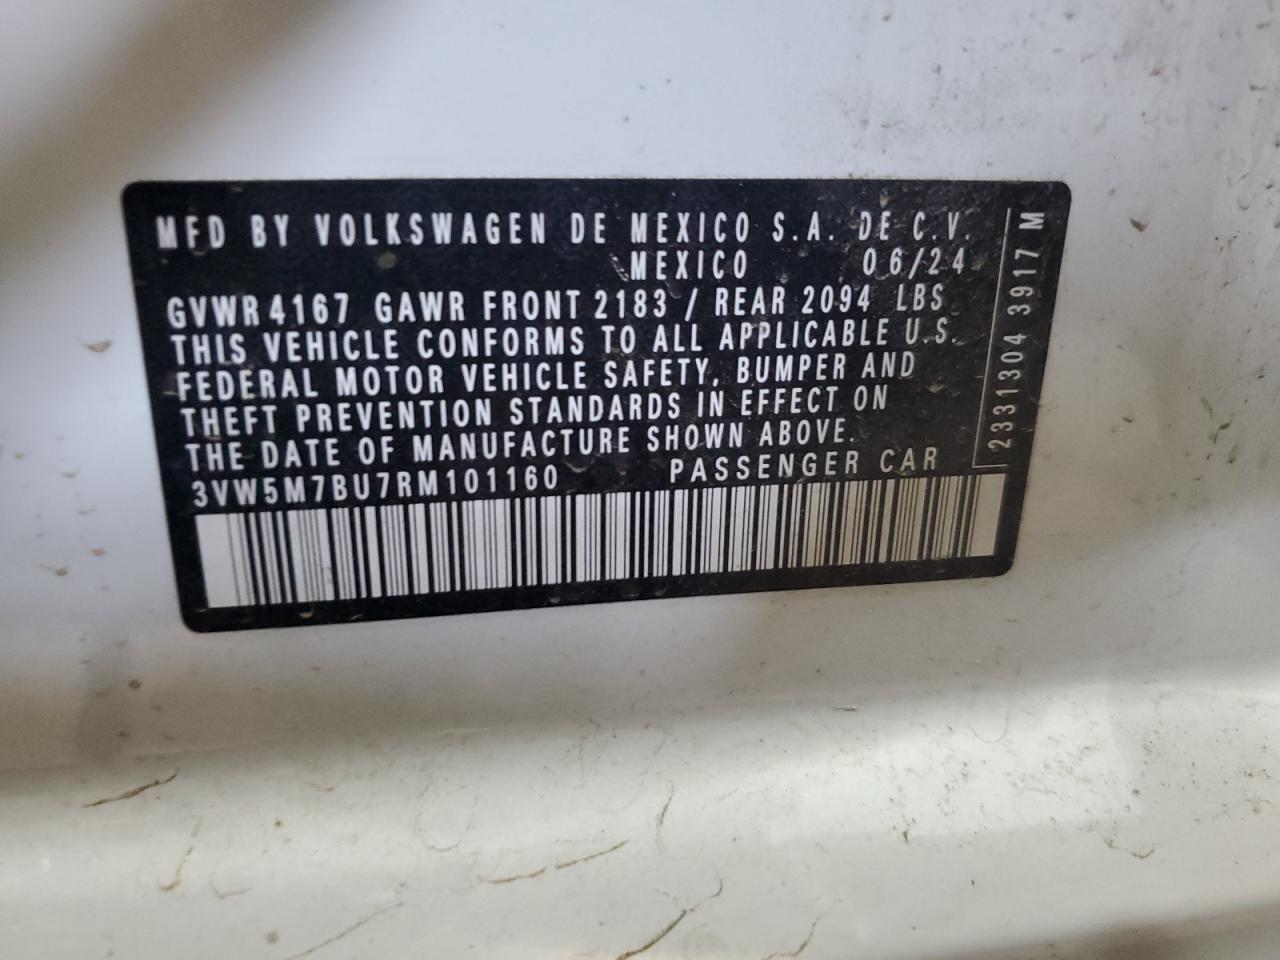 MFD BY VOLKSWAGEN DE MEXICO S.A. DE C.V.
MEXICO 06/24
GVWR 4167 GAWR FRONT 2183 / REAR 2094 LBS
THIS VEHICLE CONFORMS TO ALL APPLICABLE U.S.
FEDERAL MOTOR VEHICLE SAFETY, BUMPER AND
THEFT PREVENTION STANDARDS IN EFFECT ON
THE DATE OF MANUFACTURE SHOWN ABOVE.
3VW5M7BU7RM101160 PASSENGER CAR
2331304 3917 M